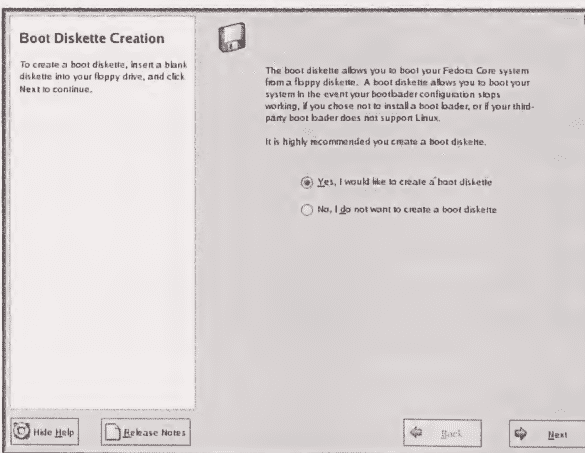 Boot Diskette Creation
To create a boot diskette, insert a blank
diskette into your floppy drive, and click
Next to continue.
The boot diskette allows you to boot your Fedora Core system
from a floppy diskette. A boot diskette allows you to boot your
system in the event your bootloader configuration stops
working, if you chose not to install a boot loader, or if your third-
party boot loader does not support Linux.
It is highly recommended you create a boot diskette.
Yes, I would like to create a boot diskette
No, I do not want to create a boot diskette
Hide Help
Release Notes
Back
Next